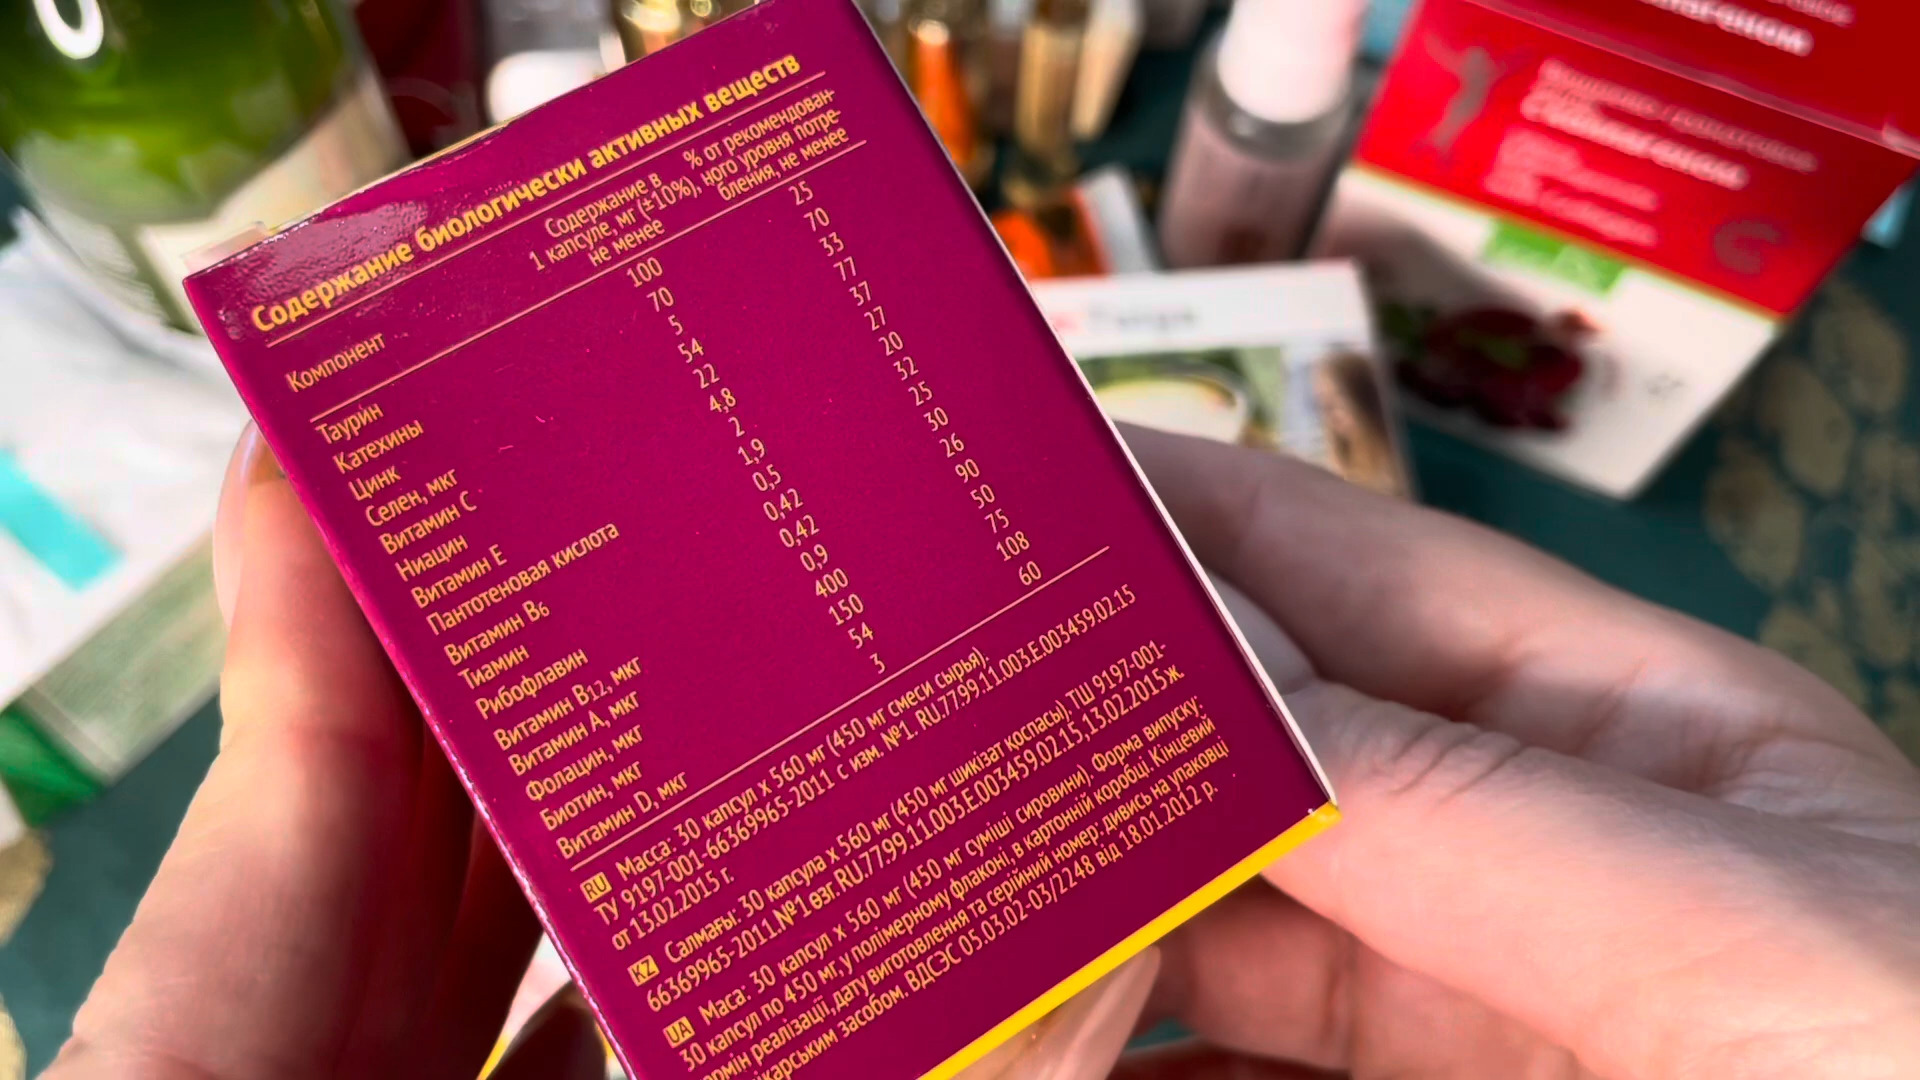 Содержание биологически активных веществ
Компонент
Содержание в
1 капсуле, мг (±10%),
не менее
% от рекомендован-
ного уровня потре-
бления, не менее
Таурин 100 25
Катехины 70 70
Цинк 5 33
Селен, мкг 54 77
Витамин С 22 37
Ниацин 4,8 27
Витамин Е 2 20
Пантотеновая кислота 1,9 32
Витамин В6 0,5 25
Тиамин 0,42 30
Рибофлавин 0,42 26
Витамин В12, мкг 0,9 90
Витамин А, мкг 400 50
Фолацин, мкг 150 75
Биотин, мкг 54 108
Витамин D, мкг 3 60
RU Масса: 30 капсул х 560 мг (450 мг смеси сырья).
ТУ 9197-001-66369965-2011 с изм. №1, RU.77.99.11.003.Е.003459.02.15
от 13.02.2015 г.
KZ Салмағы: 30 капсула х 560 мг (450 мг шикізат қоспасы). ТШ 9197-001-
66369965-2011.№1 өзг. RU.77.99.11.003.Е.003459.02.15,13.02.2015ж.
UA Маса: 30 капсул х 560 мг (450 мг суміші сировини). Форма випуску:
30 капсул по 450 мг, у полімерному флаконі, в картонній коробці. Кінцевий
термін реалізації, дату виготовлення та серійний номер: дивись на упаковці
лікарським засобом. ВДСЭС 05.03.02-03/2248 від 18.01.2012 р.